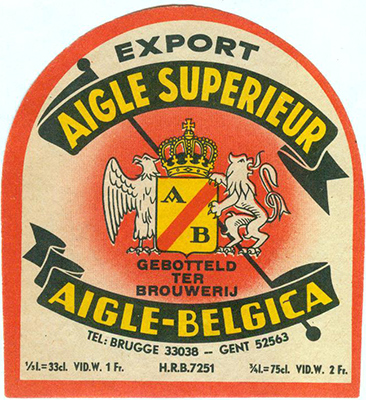 EXPORT
AIGLE SUPERIEUR
A
B
GEBOTTELD
TER
BROUWERIJ
AIGLE-BELGICA
TEL: BRUGGE 33038 -- GENT 52563
⅓l.=33cl. VID.W. 1 Fr. H.R.B.7251 ¾l.=75cl. VID.W. 2 Fr.